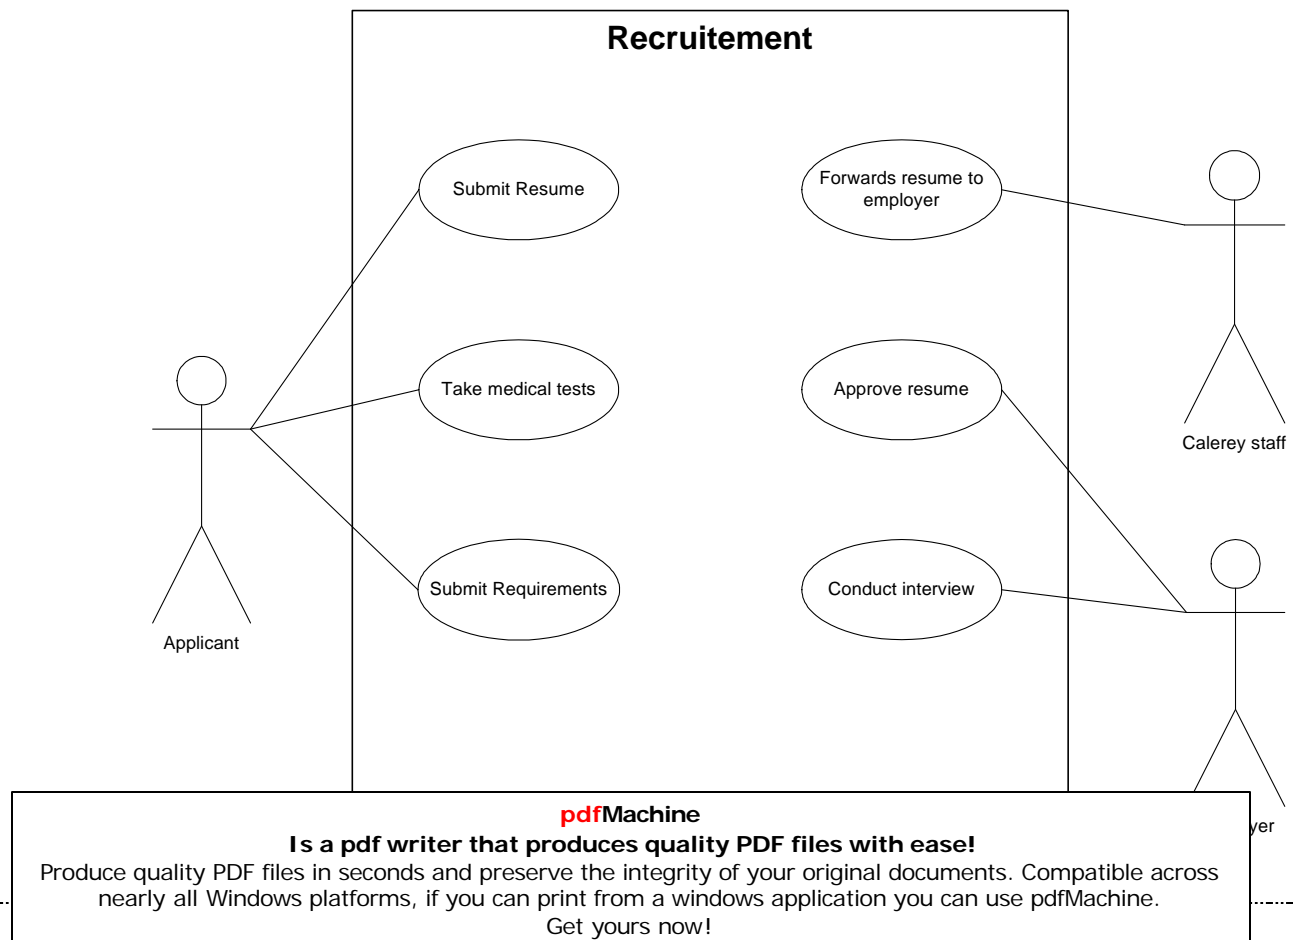 Recruitement
Submit Resume
Forwards resume to
employer
Take medical tests
Approve resume
Calerey staff
Submit Requirements
Conduct interview
Applicant
yer
pdfMachine
Is a pdf writer that produces quality PDF files with ease!
Produce quality PDF files in seconds and preserve the integrity of your original documents. Compatible across
nearly all Windows platforms, if you can print from a windows application you can use pdfMachine.
Get yours now!